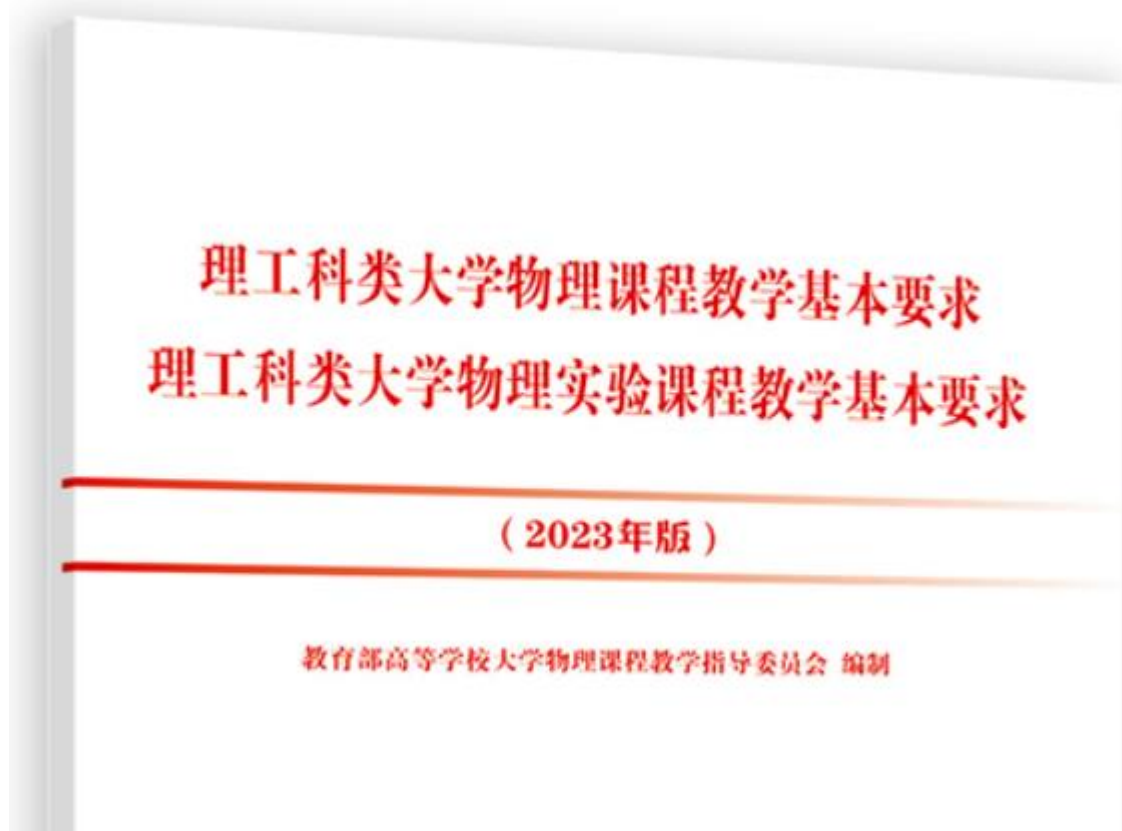 理工科类大学物理课程教学基本要求
理工科类大学物理实验课程教学基本要求
（2023年版）
教育部高等学校大学物理课程教学指导委员会 编制